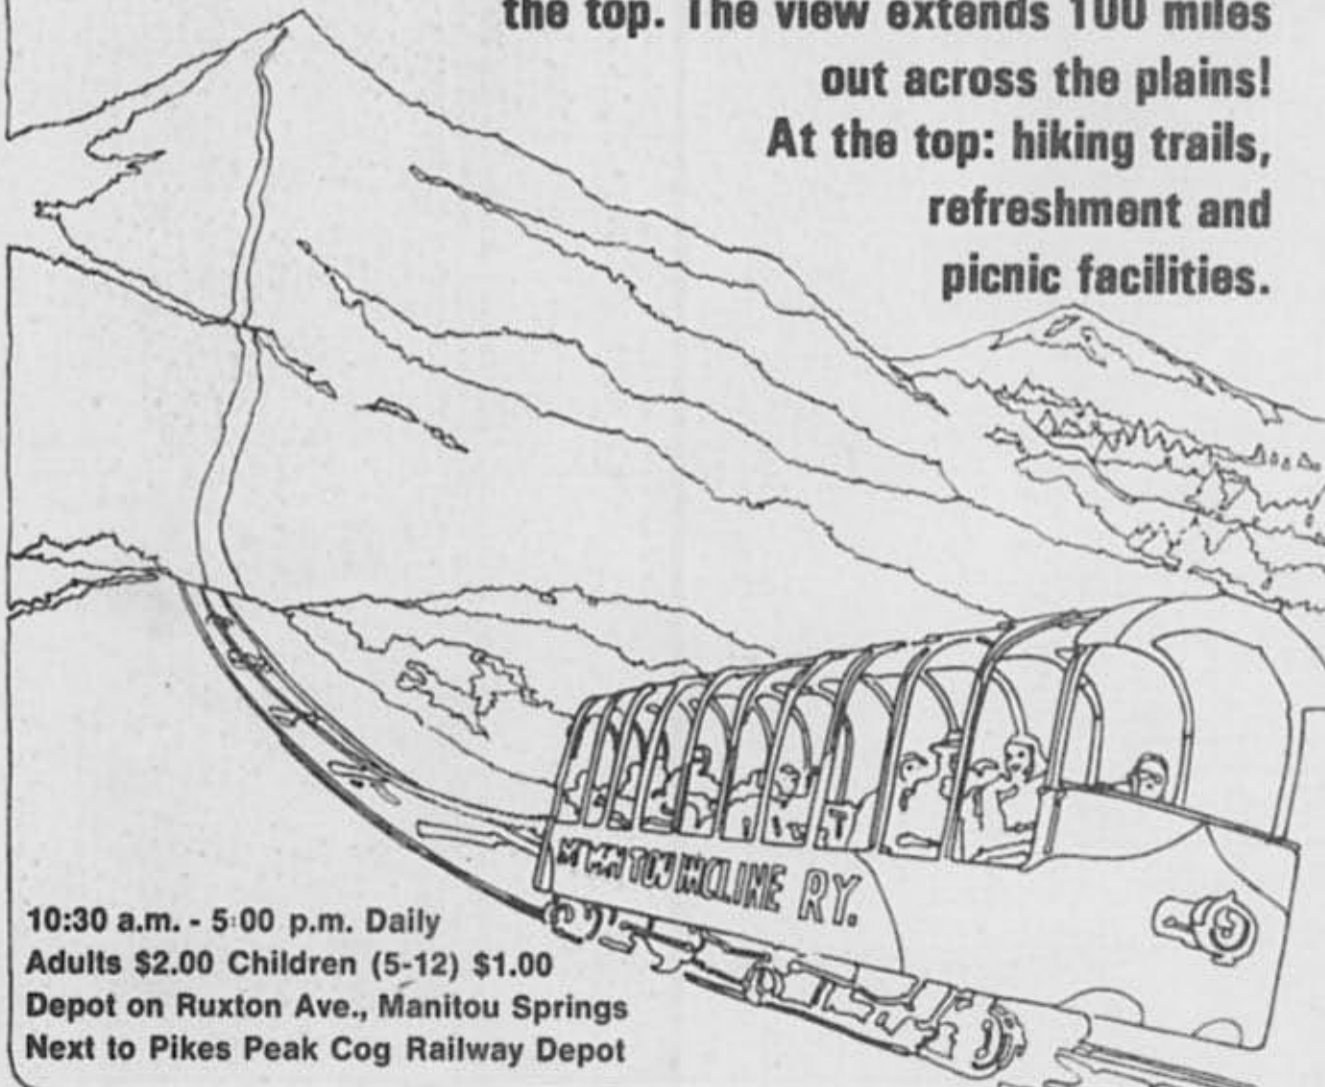 the top. The view extends 100 miles
out across the plains!
At the top: hiking trails,
refreshment and
picnic facilities.
INCLINE RY.
10:30 a.m. - 5:00 p.m. Daily
Adults $2.00 Children (5-12) $1.00
Depot on Ruxton Ave., Manitou Springs
Next to Pikes Peak Cog Railway Depot